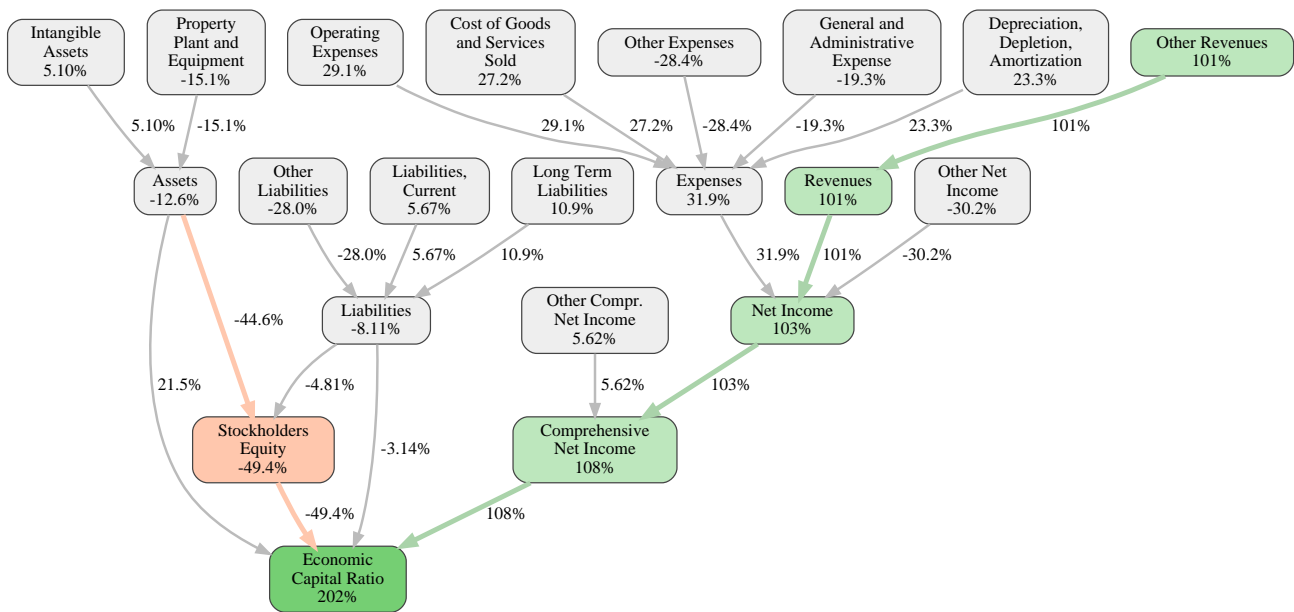 Intangible
Assets
5.10%
Property
Plant and
Equipment
-15.1%
Operating
Expenses
29.1%
Cost of Goods
and Services
Sold
27.2%
Other Expenses
-28.4%
General and
Administrative
Expense
-19.3%
Depreciation,
Depletion,
Amortization
23.3%
Other Revenues
101%
5.10%
-15.1%
29.1%
27.2%
-28.4%
-19.3%
23.3%
101%
Assets
-12.6%
Other
Liabilities
-28.0%
Liabilities,
Current
5.67%
Long Term
Liabilities
10.9%
Expenses
31.9%
Revenues
101%
Other Net
Income
-30.2%
-28.0%
5.67%
10.9%
31.9%
101%
-30.2%
-44.6%
Liabilities
-8.11%
Other Compr.
Net Income
5.62%
Net Income
103%
21.5%
-4.81%
5.62%
103%
Stockholders
Equity
-49.4%
-3.14%
Comprehensive
Net Income
108%
-49.4%
108%
Economic
Capital Ratio
202%